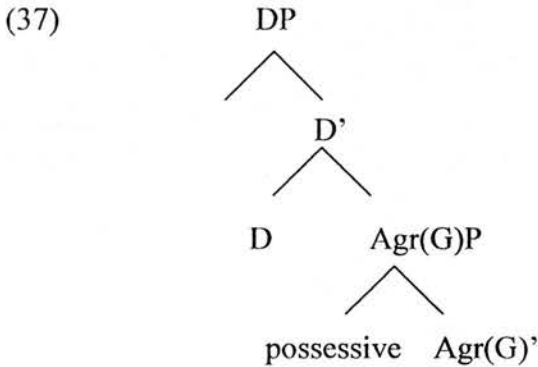 (37) DP
D’
D Agr(G)P
possessive Agr(G)’